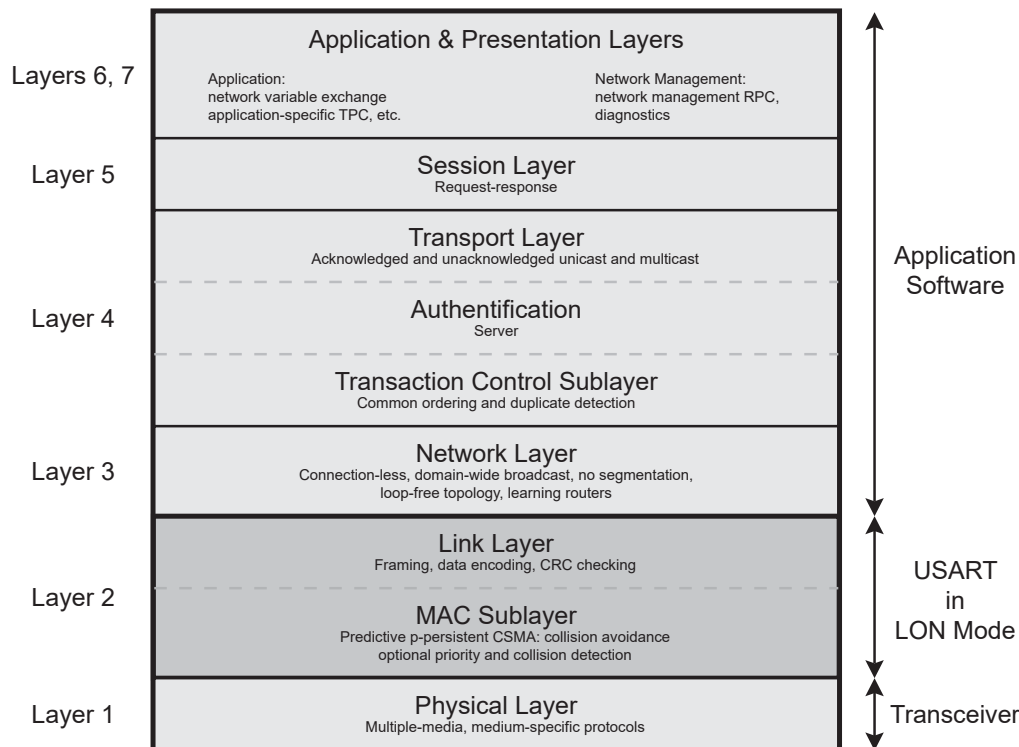 Application & Presentation Layers
Layers 6, 7
Application:
network variable exchange
application-specific TPC, etc.
Network Management:
network management RPC,
diagnostics
Layer 5
Session Layer
Request-response
Transport Layer
Acknowledged and unacknowledged unicast and multicast
Layer 4
Authentification
Server
Transaction Control Sublayer
Common ordering and duplicate detection
Application
Software
Layer 3
Network Layer
Connection-less, domain-wide broadcast, no segmentation,
loop-free topology, learning routers
Layer 2
Link Layer
Framing, data encoding, CRC checking
MAC Sublayer
Predictive p-persistent CSMA: collision avoidance
optional priority and collision detection
USART
in
LON Mode
Layer 1
Physical Layer
Multiple-media, medium-specific protocols
Transceiver